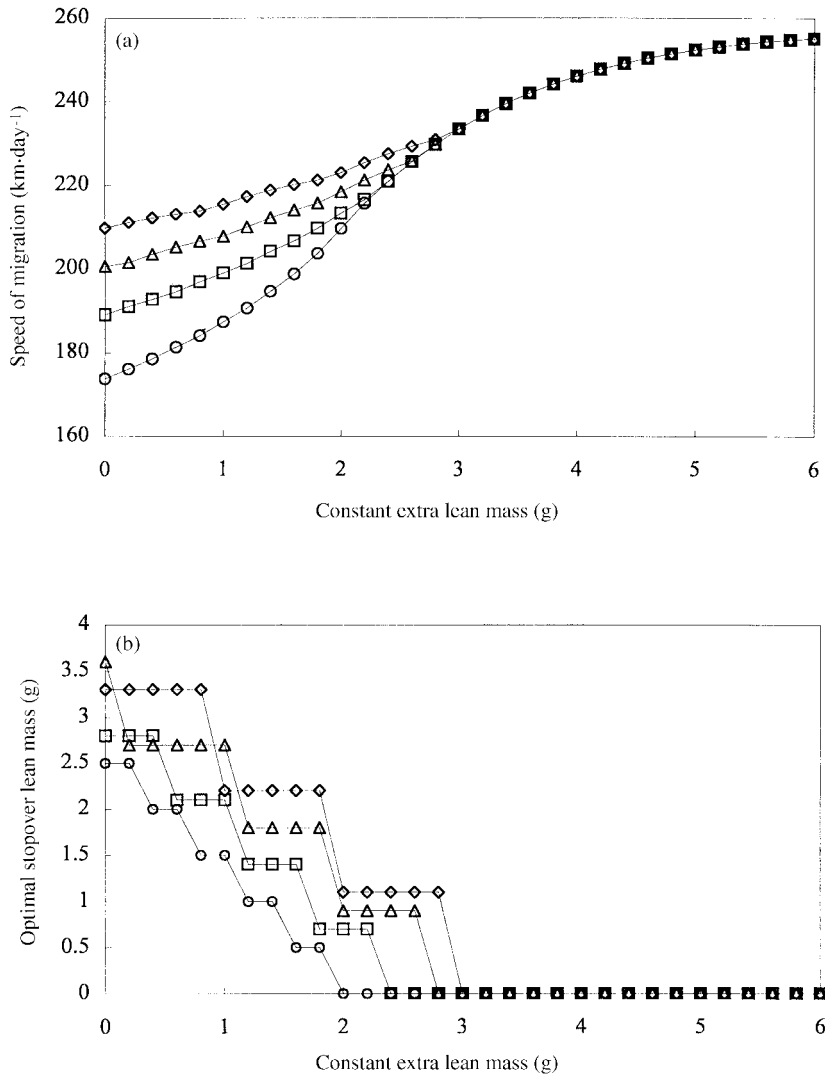 (a)
260
240
220
200
180
160
Speed of migration (km·day⁻¹)
0 1 2 3 4 5 6
Constant extra lean mass (g)
(b)
4
3.5
3
2.5
2
1.5
1
0.5
0
Optimal stopover lean mass (g)
0 1 2 3 4 5 6
Constant extra lean mass (g)